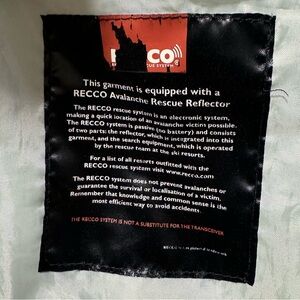 CO
CUE SYSTEM
This garment is equipped with a
RECCO Avalanche Rescue Reflector
The RECCO rescue system is an electronic system,
making a quick location of an avalanche victim possible.
The RECCO system is passive (no battery) and consists
of two parts: the reflector, which is integrated into this
garment, and the search equipment, which is operated
by the rescue team at the ski resorts.
For a list of all resorts outfitted with the
RECCO rescue system visit www.recco.com
The RECCO system does not prevent avalanches or
guarantee the survival or localisation of a victim.
Remember that knowledge and common sense is the
most efficient way to avoid accidents.
THE RECCO SYSTEM IS NOT A SUBSTITUTE FOR THE TRANSCEIVER
RECCO